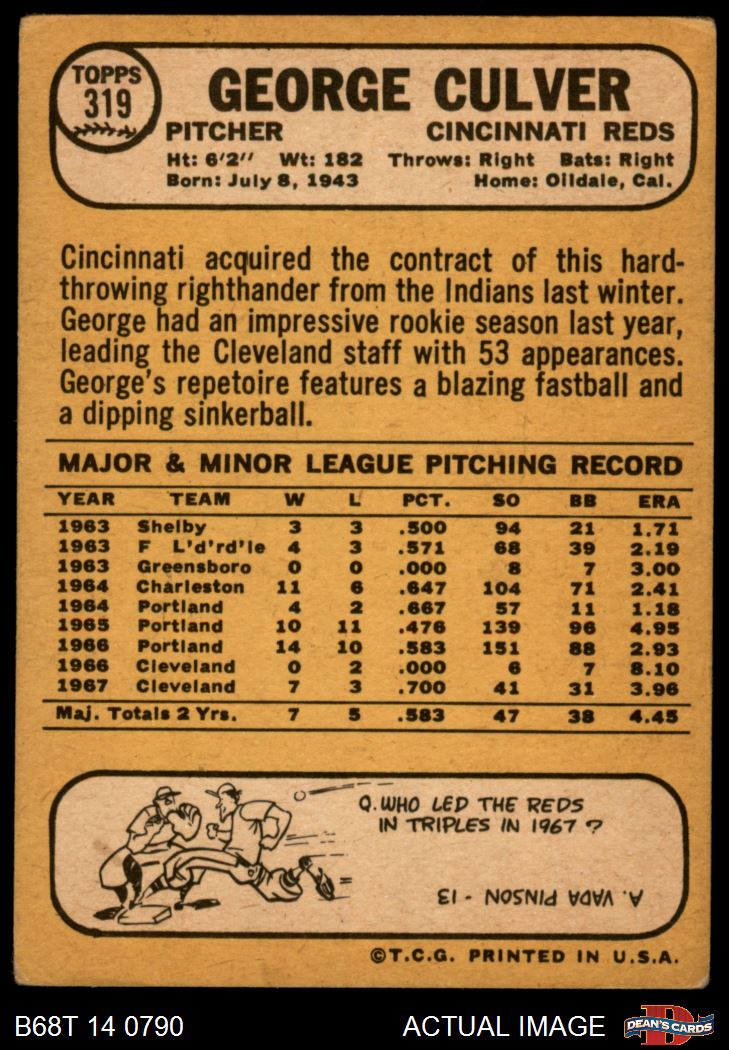 TOPPS
319
GEORGE CULVER
PITCHER CINCINNATI REDS
Ht: 6'2" Wt: 182 Throws: Right Bats: Right
Born: July 8, 1943 Home: Oildale, Cal.
Cincinnati acquired the contract of this hard-
throwing righthander from the Indians last winter.
George had an impressive rookie season last year,
leading the Cleveland staff with 53 appearances.
George's repetoire features a blazing fastball and
a dipping sinkerball.
MAJOR & MINOR LEAGUE PITCHING RECORD
YEAR TEAM W L PCT. SO BB ERA
1963 Shelby 3 3 .500 94 21 1.71
1963 F L'd'rd'le 4 3 .571 68 39 2.19
1963 Greensboro 0 0 .000 8 7 3.00
1964 Charleston 11 6 .647 104 71 2.41
1964 Portland 4 2 .667 57 11 1.18
1965 Portland 10 11 .476 139 96 4.95
1966 Portland 14 10 .583 151 88 2.93
1966 Cleveland 0 2 .000 6 7 8.10
1967 Cleveland 7 3 .700 41 31 3.96
Maj. Totals 2 Yrs. 7 5 .583 47 38 4.45
Q. WHO LED THE REDS
IN TRIPLES IN 1967 ?
A. VADA PINSON - 13
©T.C.G. PRINTED IN U.S.A.
B68T 14 0790 ACTUAL IMAGE
DEAN'S CARDS